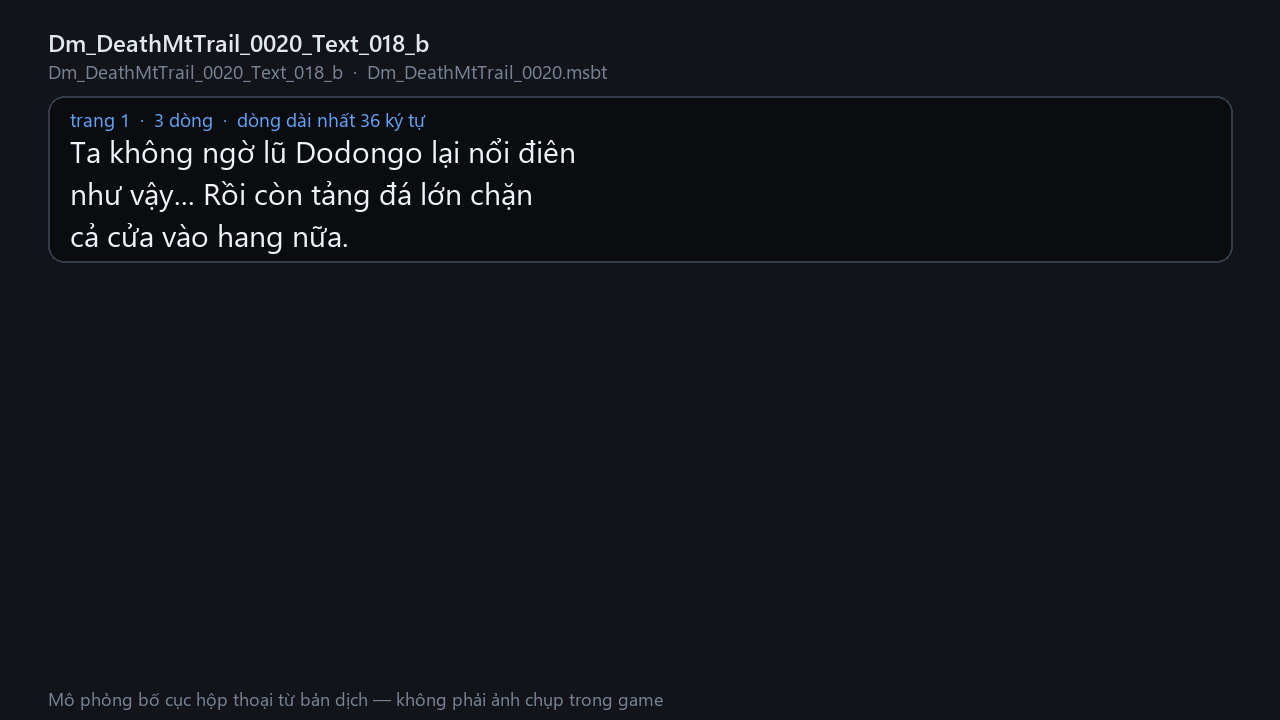 Dm_DeathMtTrail_0020_Text_018_b
Dm_DeathMtTrail_0020_Text_018_b · Dm_DeathMtTrail_0020.msbt
trang 1 · 3 dòng · dòng dài nhất 36 ký tự
Ta không ngờ lũ Dodongo lại nổi điên
như vậy... Rồi còn tảng đá lớn chặn
cả cửa vào hang nữa.
Mô phỏng bố cục hộp thoại từ bản dịch — không phải ảnh chụp trong game